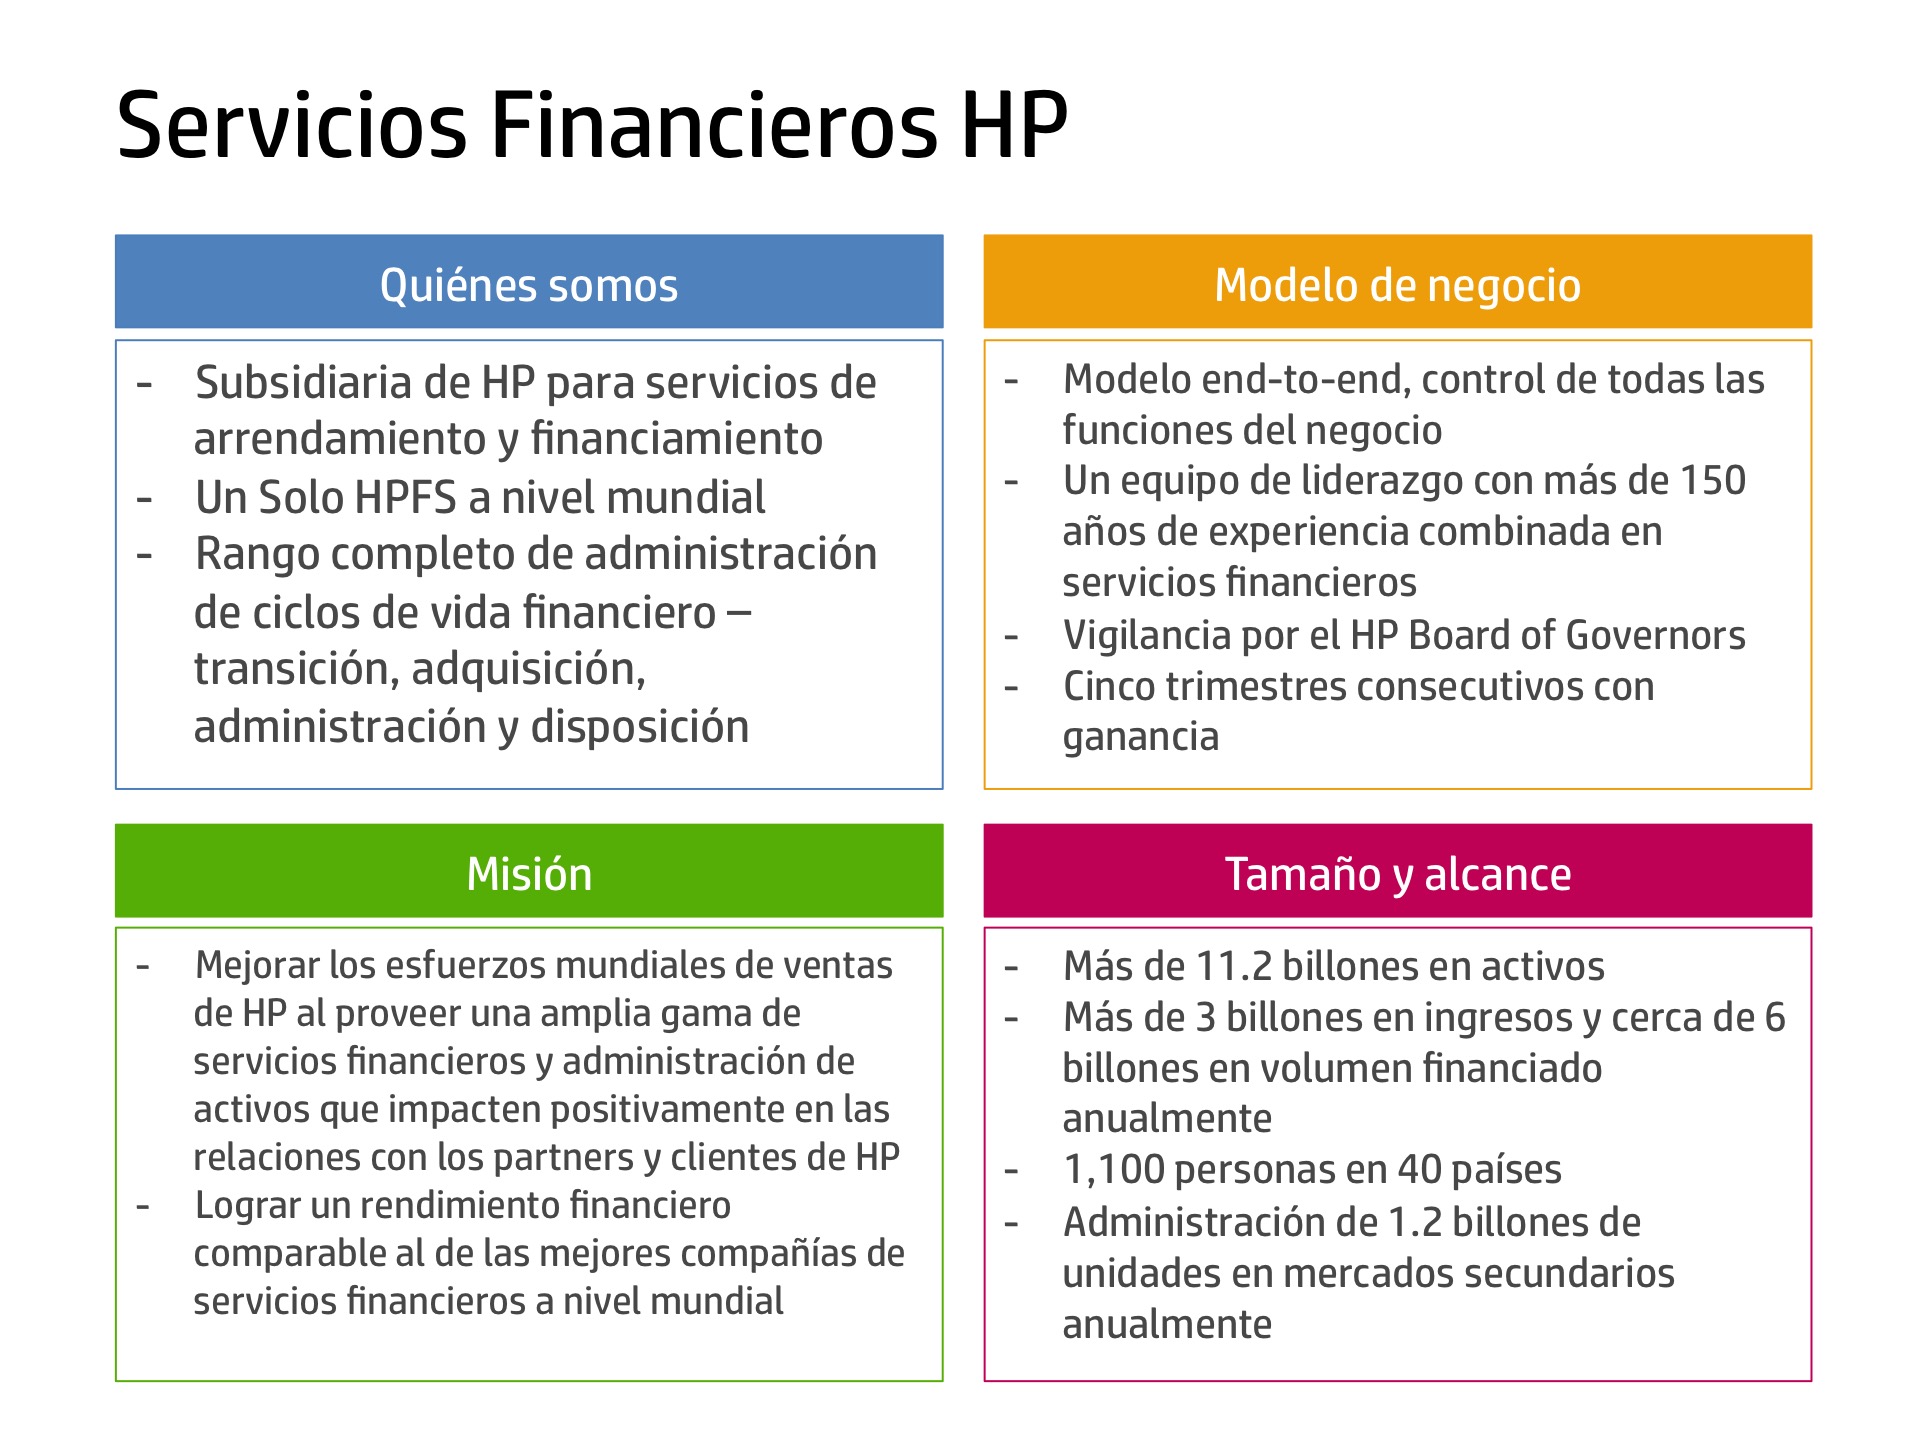 Servicios Financieros HP
Quiénes somos
- Subsidiaria de HP para servicios de
arrendamiento y financiamiento
- Un Solo HPFS a nivel mundial
- Rango completo de administración
de ciclos de vida financiero –
transición, adquisición,
administración y disposición
Modelo de negocio
- Modelo end-to-end, control de todas las
funciones del negocio
- Un equipo de liderazgo con más de 150
años de experiencia combinada en
servicios financieros
- Vigilancia por el HP Board of Governors
- Cinco trimestres consecutivos con
ganancia
Misión
- Mejorar los esfuerzos mundiales de ventas
de HP al proveer una amplia gama de
servicios financieros y administración de
activos que impacten positivamente en las
relaciones con los partners y clientes de HP
- Lograr un rendimiento financiero
comparable al de las mejores compañías de
servicios financieros a nivel mundial
Tamaño y alcance
- Más de 11.2 billones en activos
- Más de 3 billones en ingresos y cerca de 6
billones en volumen financiado
anualmente
- 1,100 personas en 40 países
- Administración de 1.2 billones de
unidades en mercados secundarios
anualmente